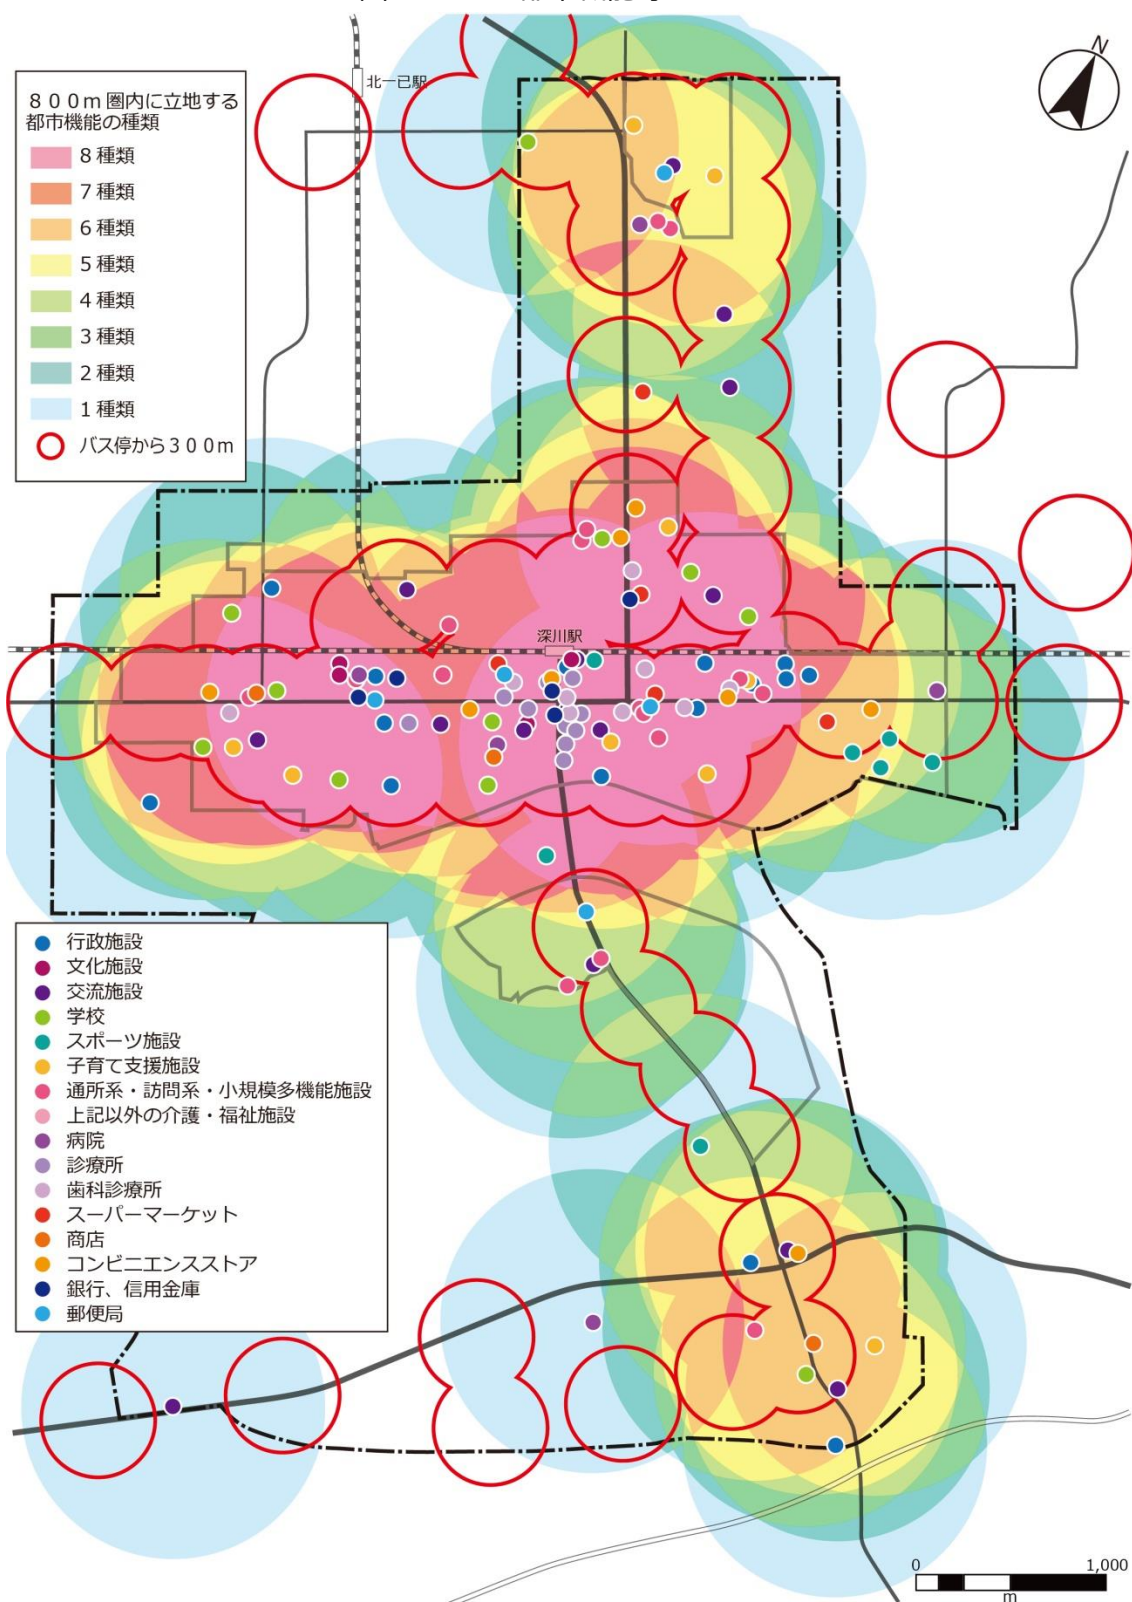 北一已駅
N
８００ｍ圏内に立地する
都市機能の種類
８種類
７種類
６種類
５種類
４種類
３種類
２種類
１種類
バス停から３００ｍ
深川駅
行政施設
文化施設
交流施設
学校
スポーツ施設
子育て支援施設
通所系・訪問系・小規模多機能施設
上記以外の介護・福祉施設
病院
診療所
歯科診療所
スーパーマーケット
商店
コンビニエンスストア
銀行、信用金庫
郵便局
0 1,000
m